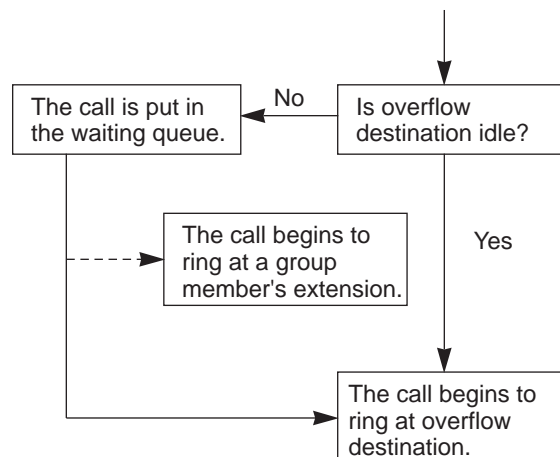 The call is put in
the waiting queue.
No
Is overflow
destination idle?
The call begins to
ring at a group
member's extension.
Yes
The call begins to
ring at overflow
destination.